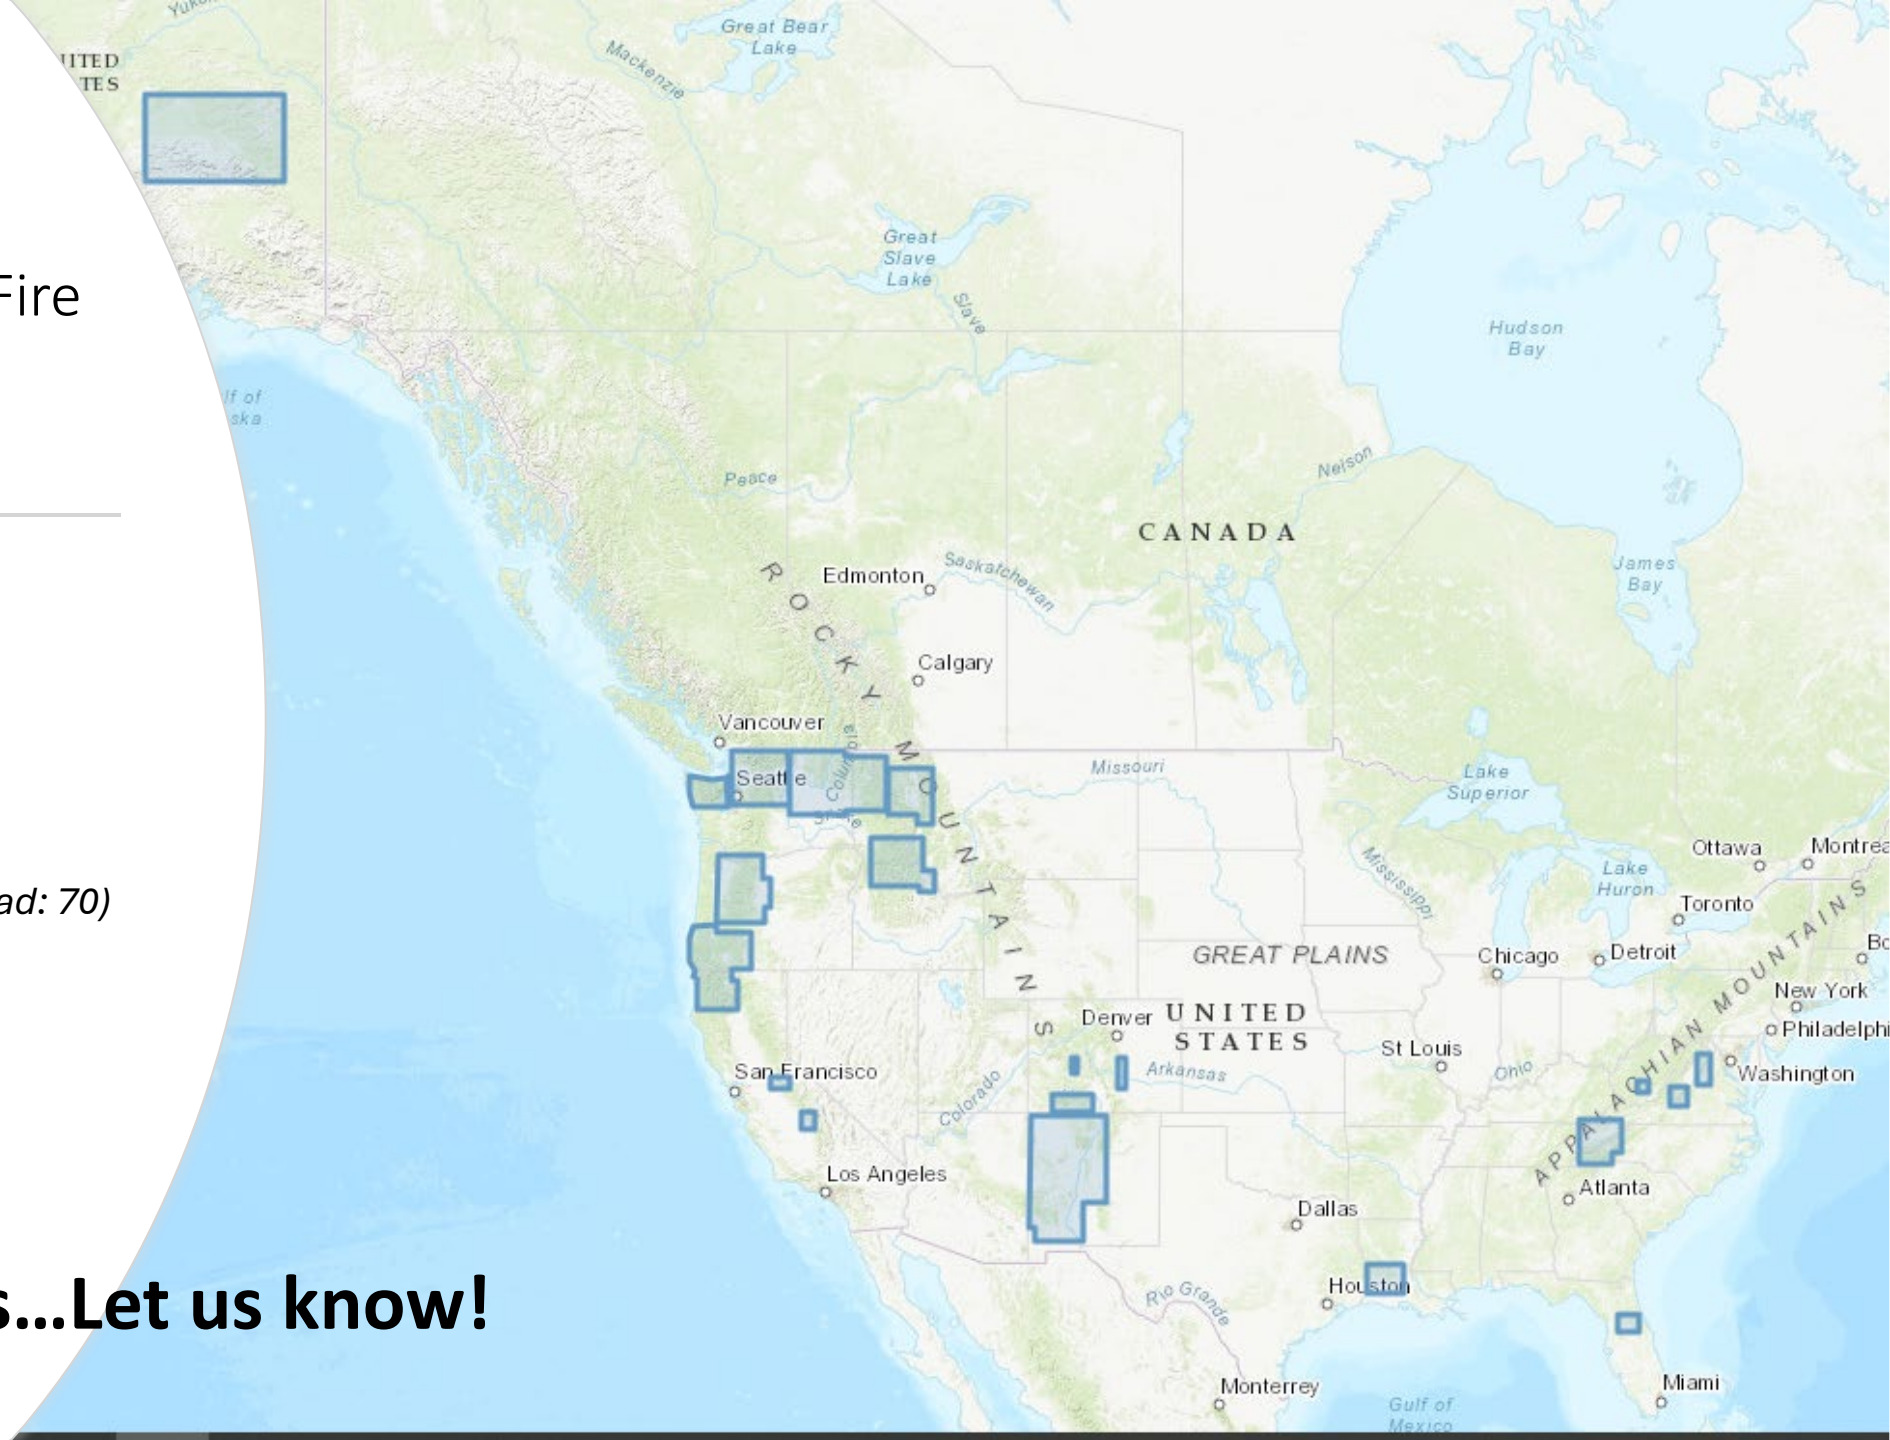 Great Bear
Lake
Mackenzie
ITED
TES
Fire
Great
Slave
Lake
Slave
Hudson
Bay
Peace
Nelson
CANADA
James
Bay
Edmonton
Saskatchewan
ROCKY MOUNTAINS
Calgary
Vancouver
Columbia
Seattle
Snake
Missouri
Lake
Superior
Mississippi
Ottawa
Montrea
Lake
Huron
Toronto
ad: 70)
GREAT PLAINS
Chicago
Detroit
New York
Denver
UNITED
STATES
Philadelphi
St Louis
Ohio
San Francisco
Arkansas
Washington
Colorado
APPALACHIAN MOUNTAINS
Los Angeles
Atlanta
Dallas
Houston
Rio Grande
s...Let us know!
Monterrey
Miami
Gulf of
Mexico